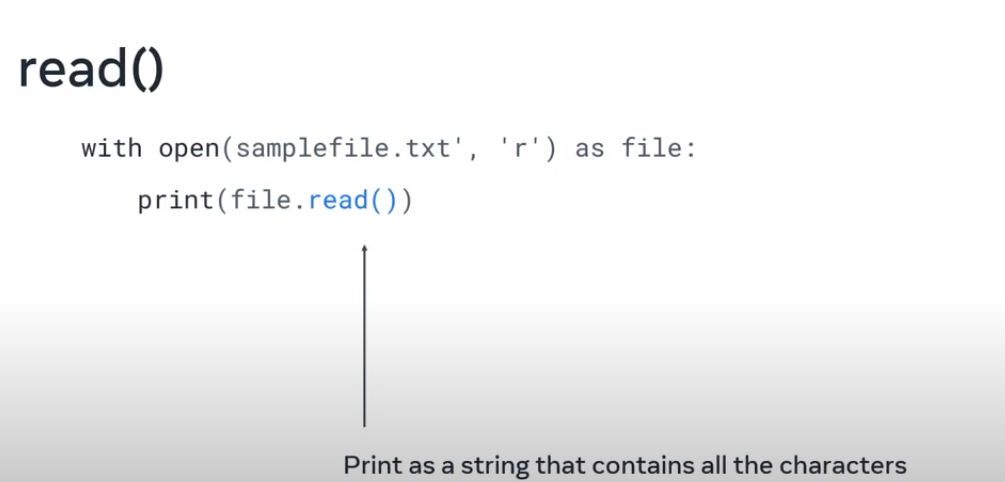 read()
with open(samplefile.txt', 'r') as file:
print(file.read())
Print as a string that contains all the characters